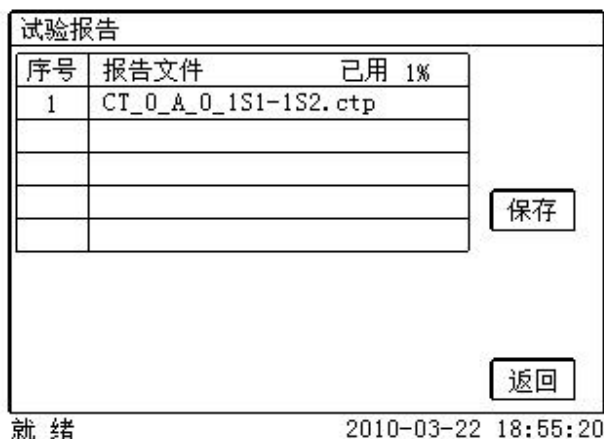 试验报告
序号 报告文件 已用 1%
1 CT_0_A_0_1S1-1S2.ctp
保存
返回
就 绪 2010-03-22 18:55:20